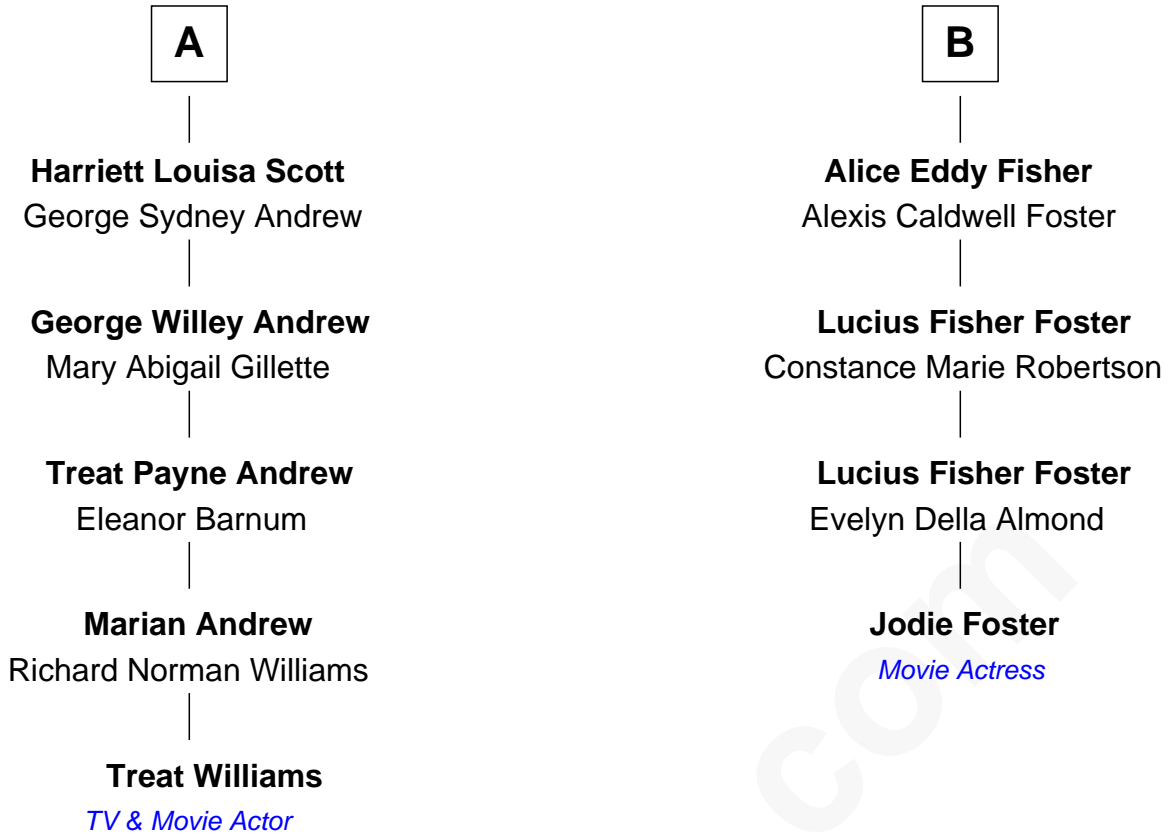 A
Harriett Louisa Scott
George Sydney Andrew
George Willey Andrew
Mary Abigail Gillette
Treat Payne Andrew
Eleanor Barnum
Marian Andrew
Richard Norman Williams
Treat Williams
TV & Movie Actor
B
Alice Eddy Fisher
Alexis Caldwell Foster
Lucius Fisher Foster
Constance Marie Robertson
Lucius Fisher Foster
Evelyn Della Almond
Jodie Foster
Movie Actress
com